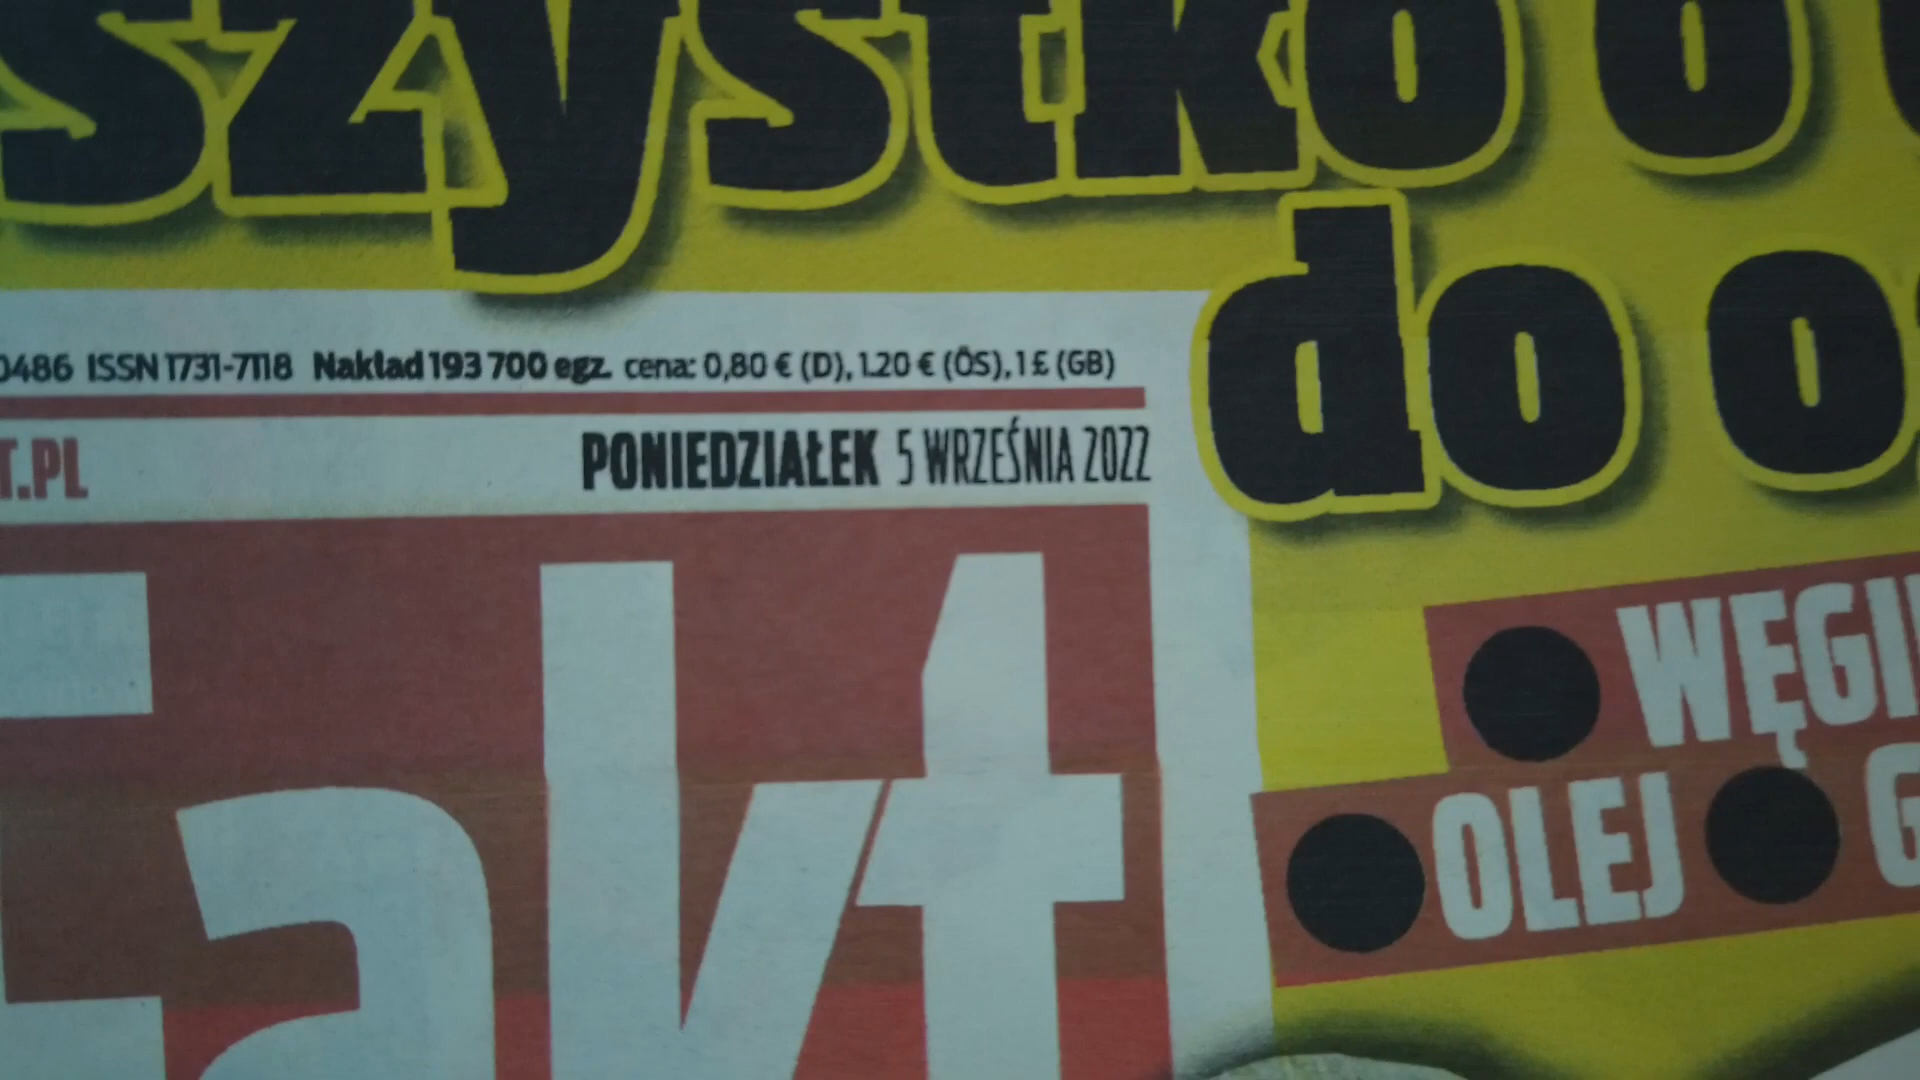 szystko o
do o
0486 ISSN 1731-7118 Nakład 193 700 egz. cena: 0,80 € (D), 1.20 € (ÖS), 1 £ (GB)
T.PL PONIEDZIAŁEK 5 WRZEŚNIA 2022
Fakt
● WĘGI
● OLEJ ● G